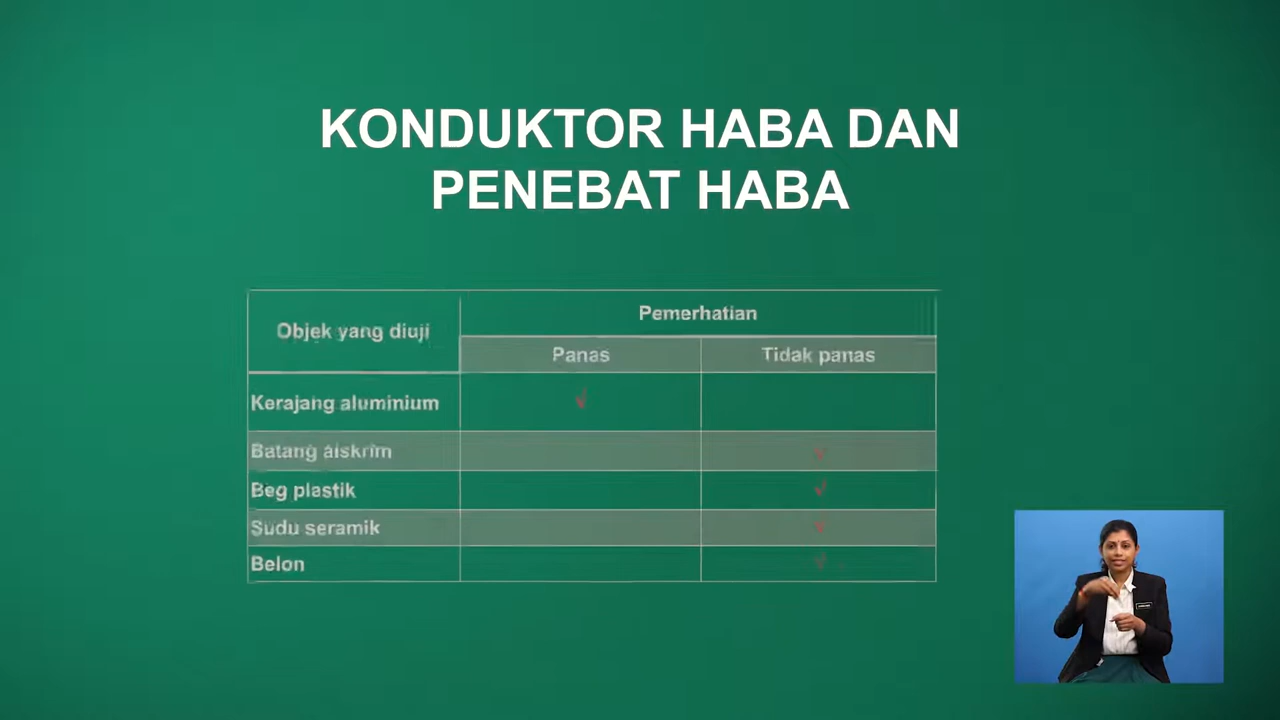 KONDUKTOR HABA DAN
PENEBAT HABA
Objek yang diuji
Pemerhatian
Panas
Tidak panas
Kerajang aluminium √
Batang aiskrim √
Beg plastik √
Sudu seramik √
Belon √